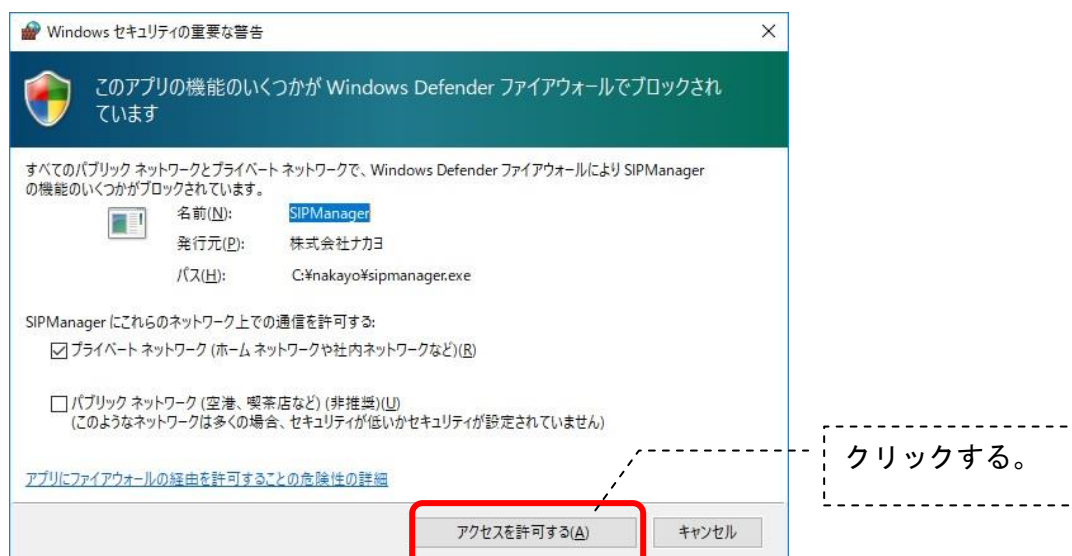 Windows セキュリティの重要な警告
このアプリの機能のいくつかが Windows Defender ファイアウォールでブロックされ
ています
すべてのパブリック ネットワークとプライベート ネットワークで、Windows Defender ファイアウォールにより SIPManager
の機能のいくつかがブロックされています。
名前(N): SIPManager
発行元(P): 株式会社ナカヨ
パス(H): C:¥nakayo¥sipmanager.exe
SIPManager にこれらのネットワーク上での通信を許可する:
プライベート ネットワーク (ホーム ネットワークや社内ネットワークなど)(R)
パブリック ネットワーク (空港、喫茶店など) (非推奨)(U)
(このようなネットワークは多くの場合、セキュリティが低いかセキュリティが設定されていません)
クリックする。
アプリにファイアウォールの経由を許可することの危険性の詳細
アクセスを許可する(A) キャンセル